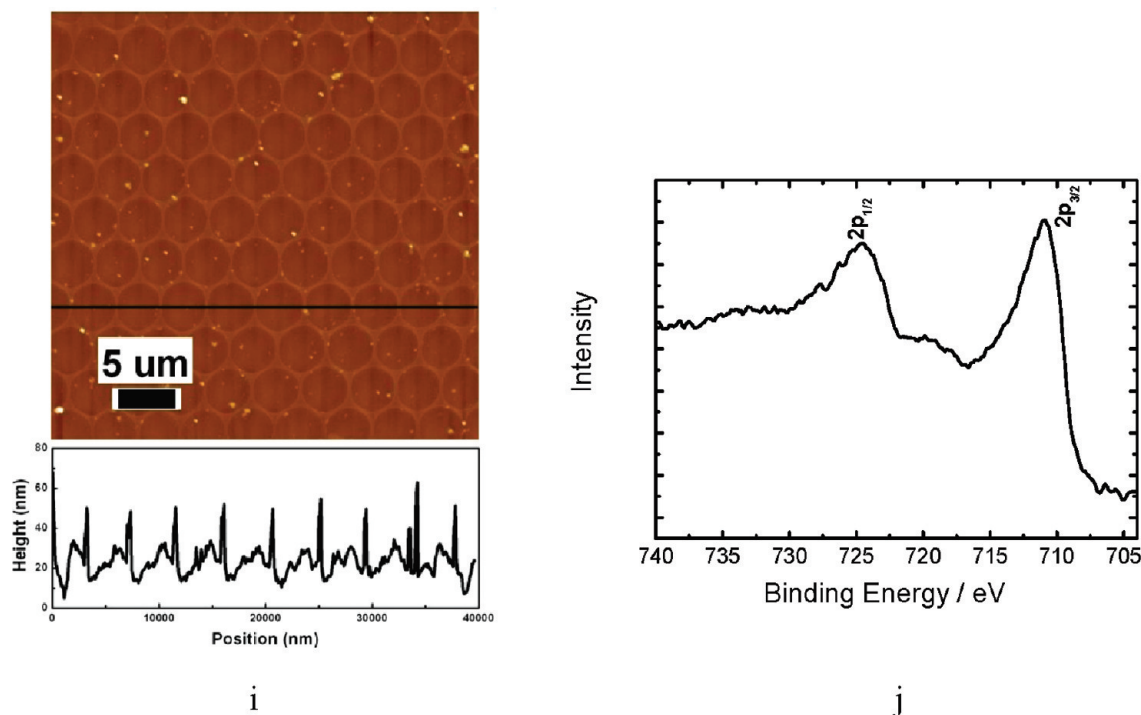 5 um
80
60
40
20
0
Height (nm)
0 10000 20000 30000 40000
Position (nm)
i
2p1/2
2p3/2
Intensity
740 735 730 725 720 715 710 705
Binding Energy / eV
j